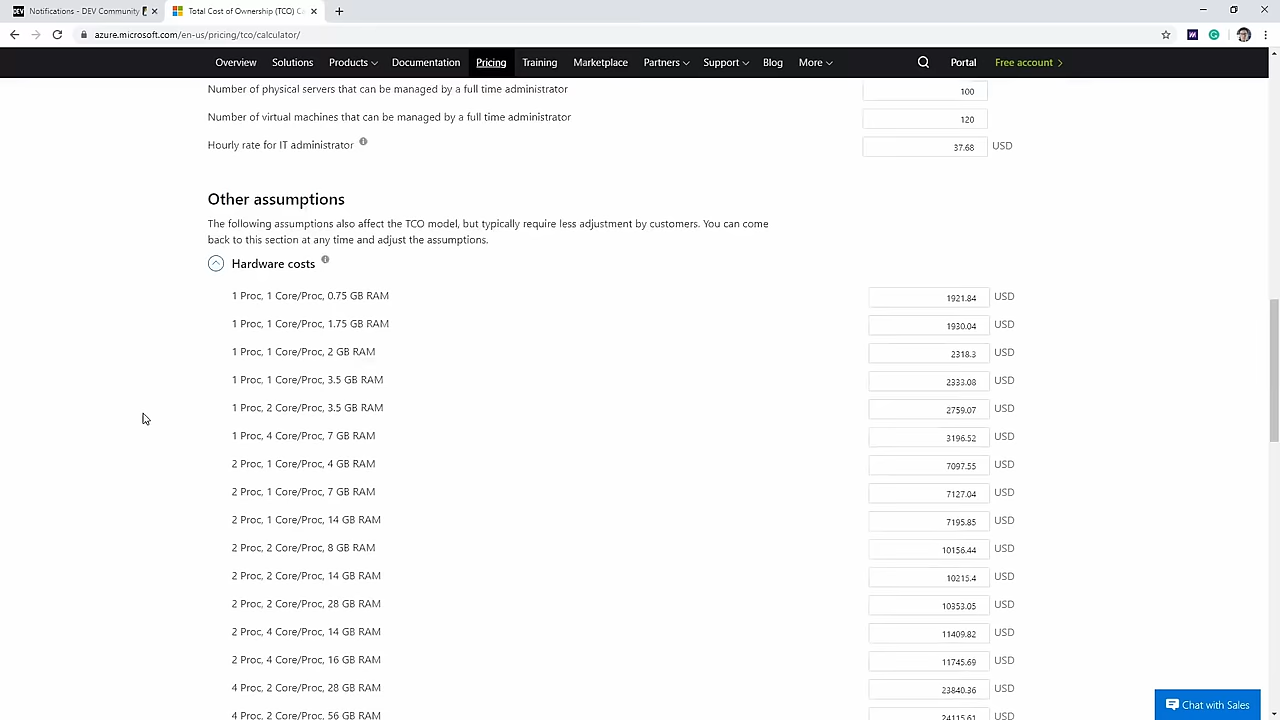 Notifications - DEV Community
Total Cost of Ownership (TCO) Ca
azure.microsoft.com/en-us/pricing/tco/calculator/
Overview Solutions Products Documentation Pricing Training Marketplace Partners Support Blog More Portal Free account
Number of physical servers that can be managed by a full time administrator 100
Number of virtual machines that can be managed by a full time administrator 120
Hourly rate for IT administrator 37.68 USD
Other assumptions
The following assumptions also affect the TCO model, but typically require less adjustment by customers. You can come
back to this section at any time and adjust the assumptions.
Hardware costs
1 Proc, 1 Core/Proc, 0.75 GB RAM 1921.84 USD
1 Proc, 1 Core/Proc, 1.75 GB RAM 1930.04 USD
1 Proc, 1 Core/Proc, 2 GB RAM 2318.3 USD
1 Proc, 1 Core/Proc, 3.5 GB RAM 2333.08 USD
1 Proc, 2 Core/Proc, 3.5 GB RAM 2759.07 USD
1 Proc, 4 Core/Proc, 7 GB RAM 3196.52 USD
2 Proc, 1 Core/Proc, 4 GB RAM 7097.55 USD
2 Proc, 1 Core/Proc, 7 GB RAM 7127.04 USD
2 Proc, 1 Core/Proc, 14 GB RAM 7195.85 USD
2 Proc, 2 Core/Proc, 8 GB RAM 10156.44 USD
2 Proc, 2 Core/Proc, 14 GB RAM 10215.4 USD
2 Proc, 2 Core/Proc, 28 GB RAM 10353.05 USD
2 Proc, 4 Core/Proc, 14 GB RAM 11409.82 USD
2 Proc, 4 Core/Proc, 16 GB RAM 11745.69 USD
4 Proc, 2 Core/Proc, 28 GB RAM 23840.36 USD
4 Proc, 2 Core/Proc, 56 GB RAM 24115.61 USD
Chat with Sales